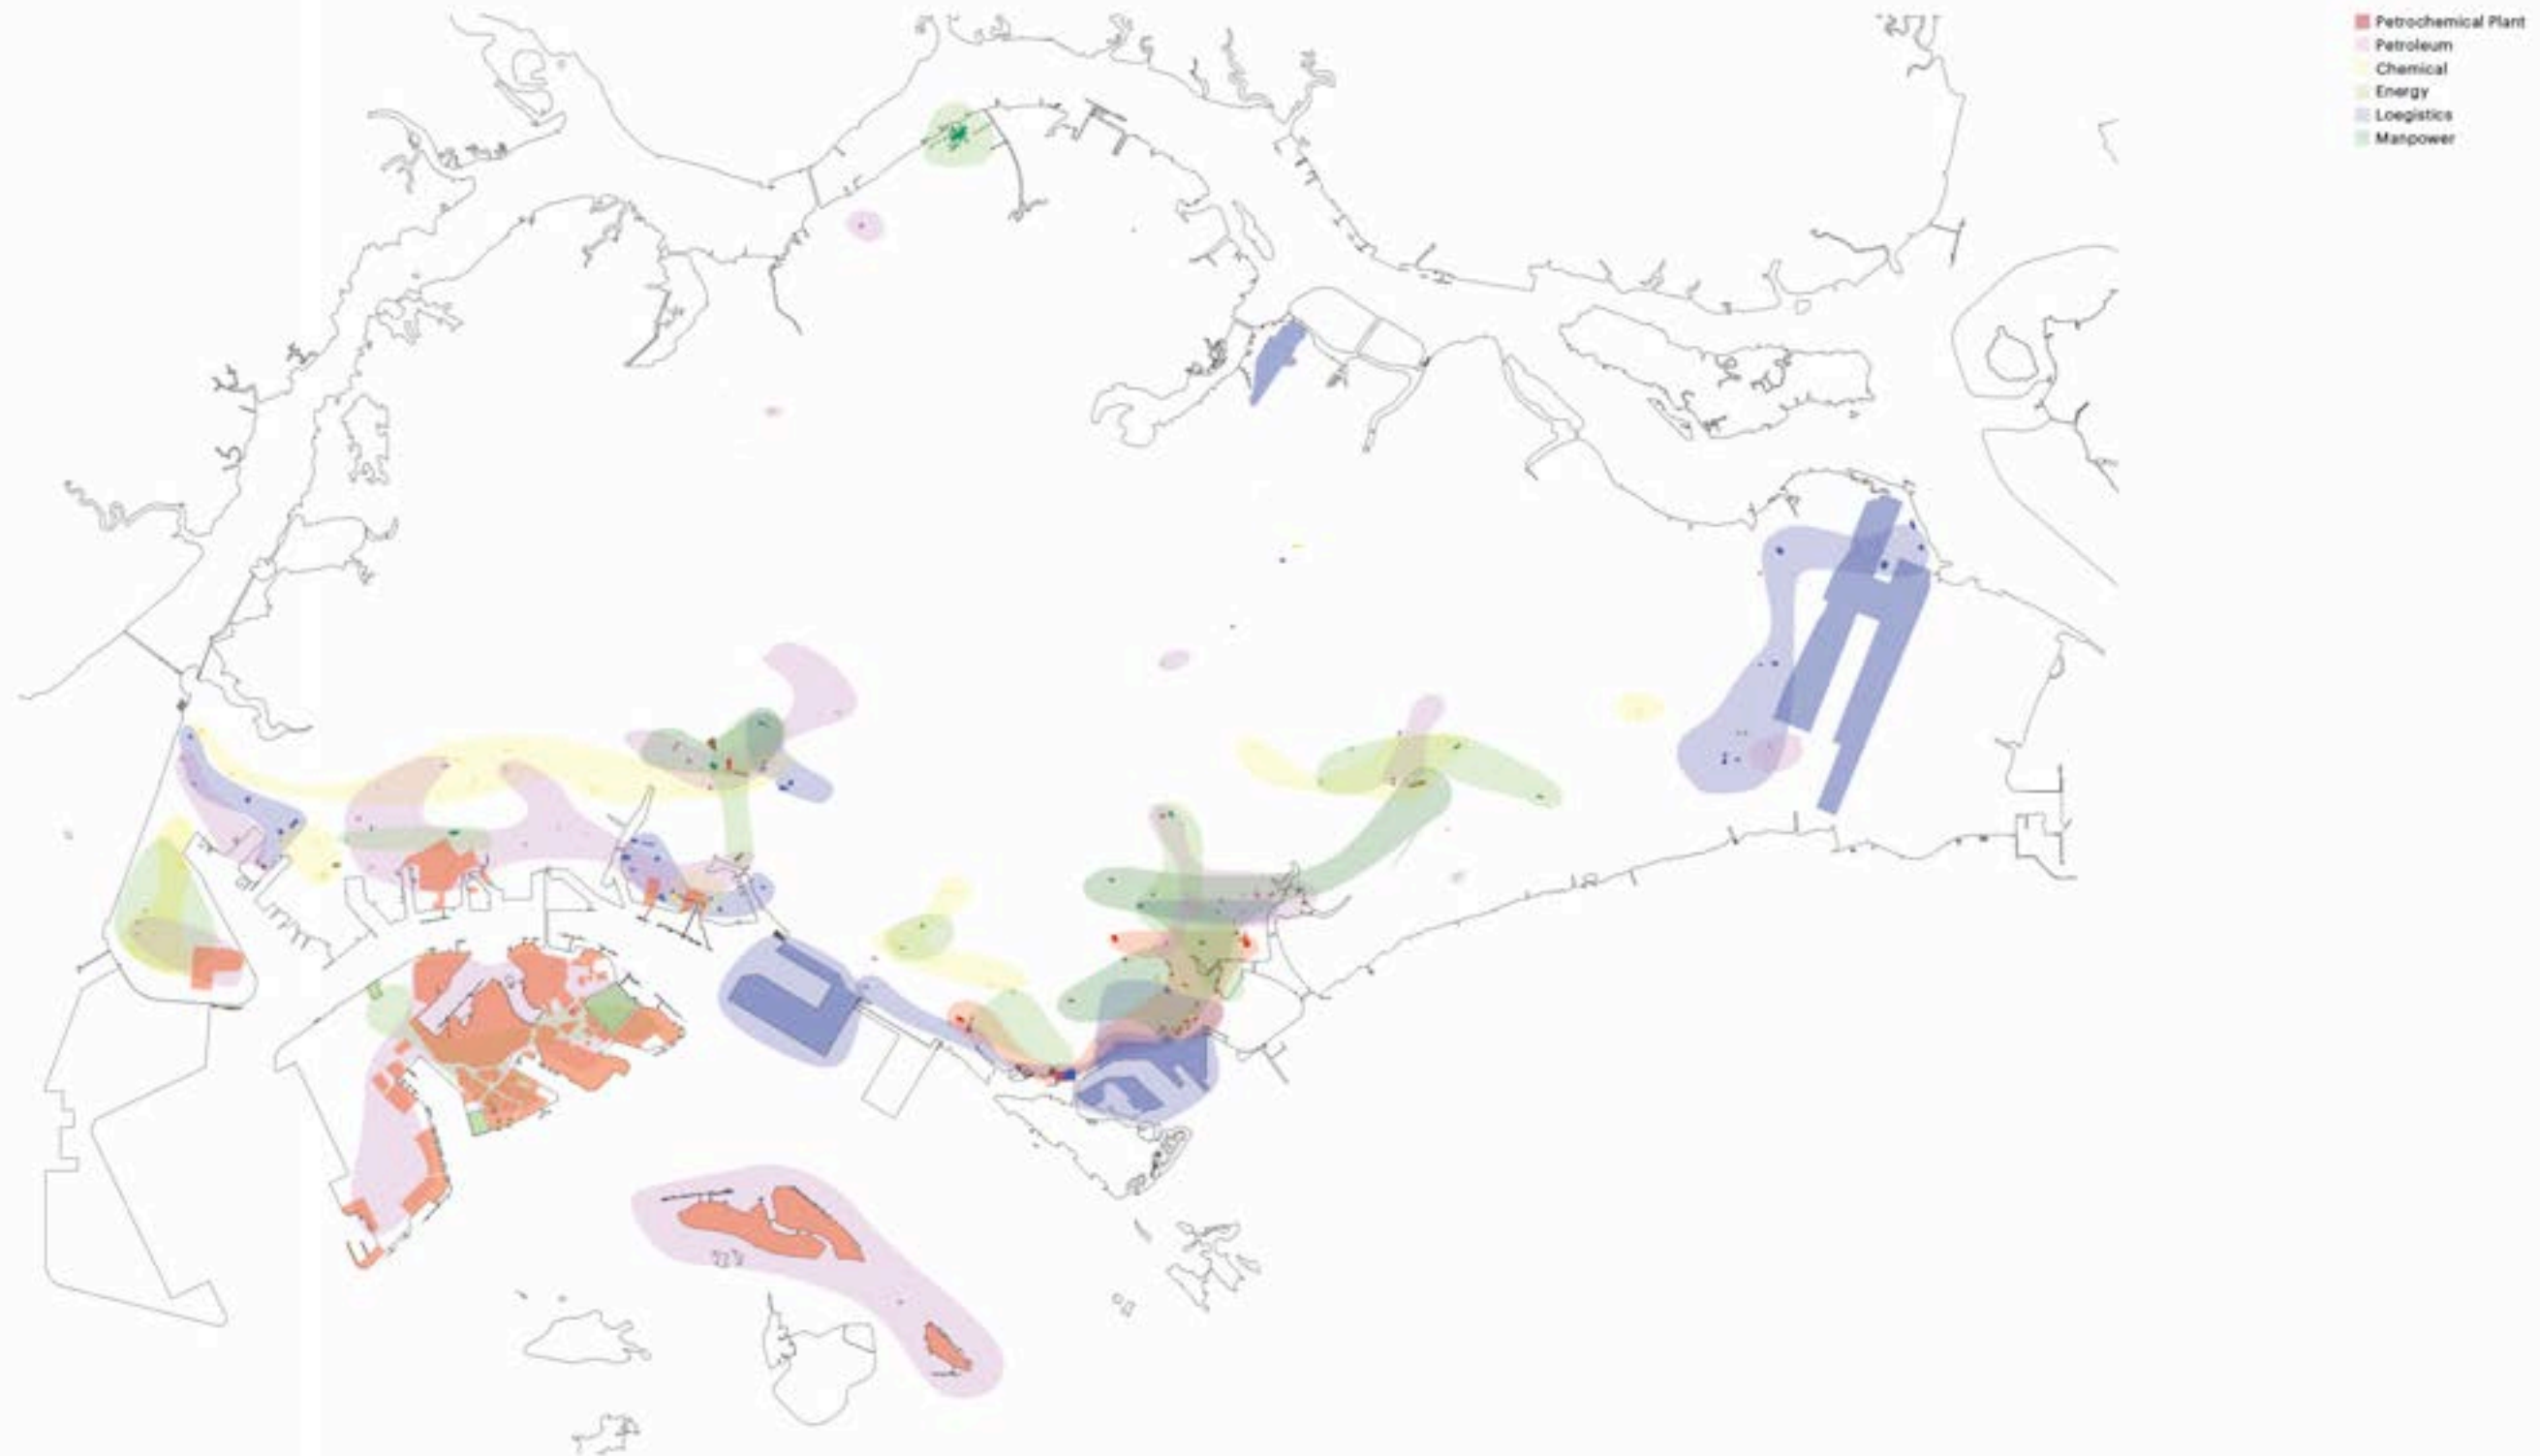 Petrochemical Plant
Petroleum
Chemical
Energy
Loegistics
Manpower